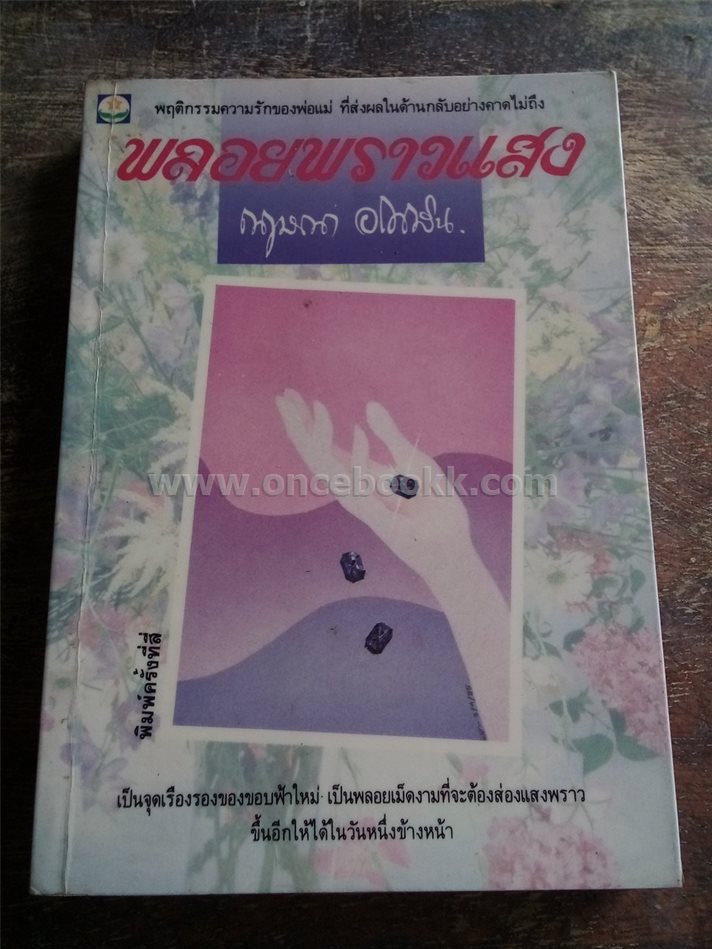 พฤติกรรมความรักของพ่อแม่ ที่ส่งผลในด้านกลับอย่างคาดไม่ถึง
พลอยพราวแสง
กฤษณา อโศกสิน.
www.oncebookk.com
พิมพ์ครั้งที่สี่
เป็นจุดเรืองรองของขอบฟ้าใหม่ เป็นพลอยเม็ดงามที่จะต้องส่องแสงพราว
ขึ้นอีกให้ได้ในวันหนึ่งข้างหน้า